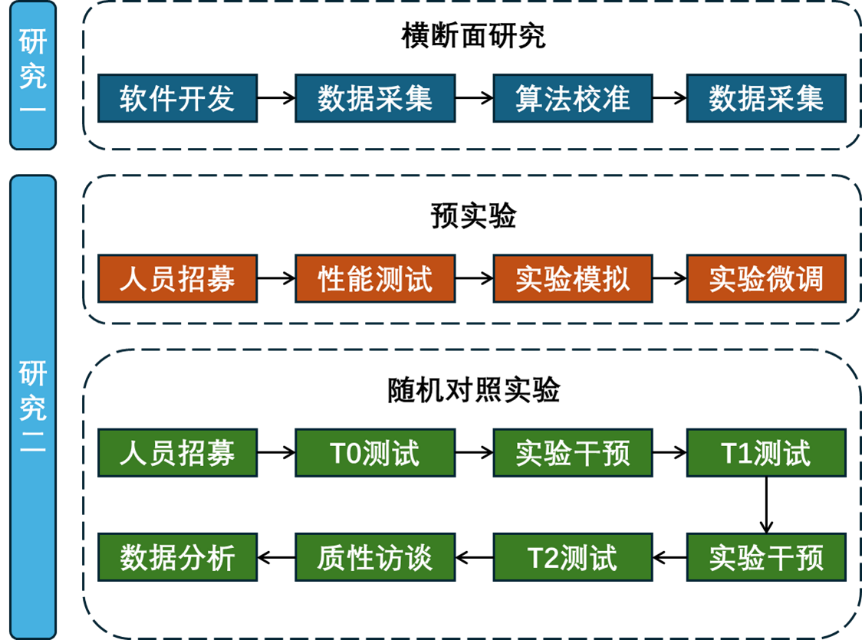 研究一
横断面研究
软件开发 数据采集 算法校准 数据采集
研究二
预实验
人员招募 性能测试 实验模拟 实验微调
随机对照实验
人员招募 T0测试 实验干预 T1测试
数据分析 质性访谈 T2测试 实验干预